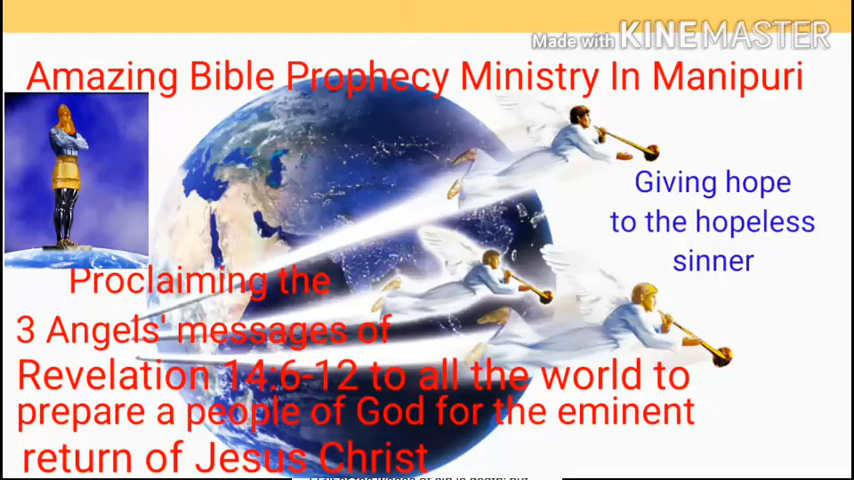 Made with KINEMASTER
Amazing Bible Prophecy Ministry In Manipuri
Giving hope
to the hopeless
sinner
Proclaiming the
3 Angels' messages of
Revelation 14:6-12 to all the world to
prepare a people of God for the eminent
return of Jesus Christ